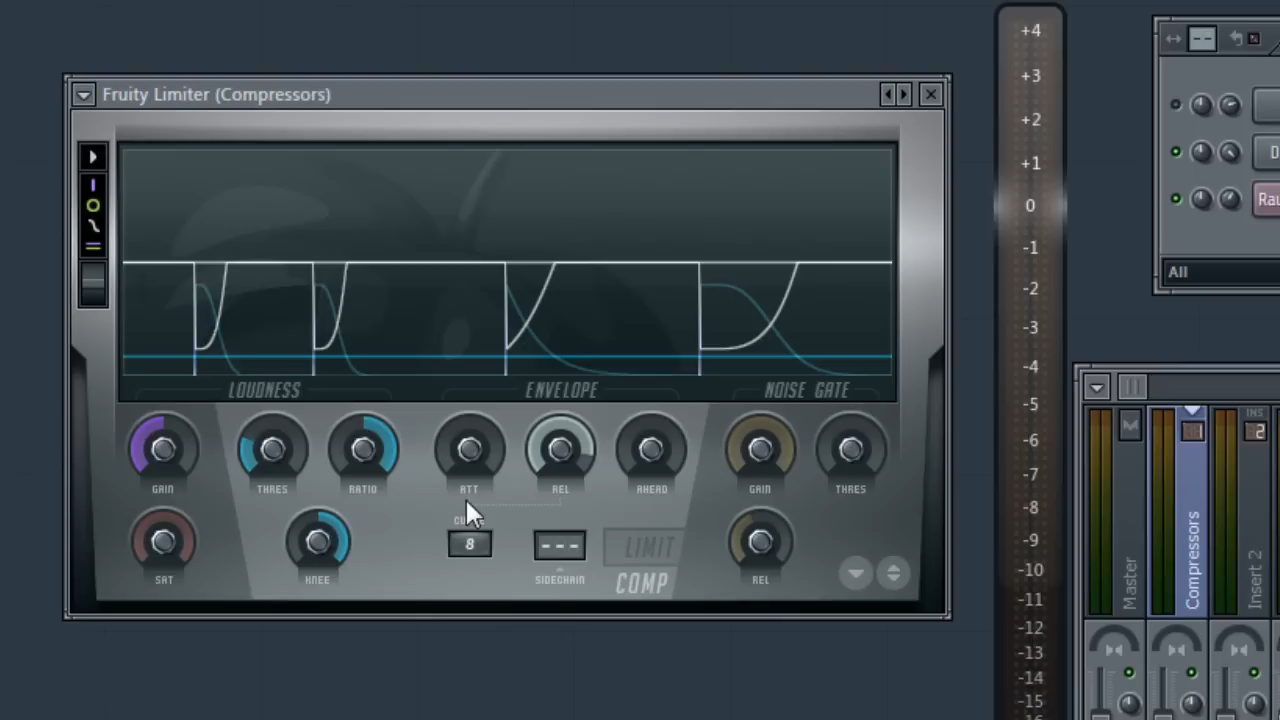 Fruity Limiter (Compressors)
LOUDNESS
ENVELOPE
NOISE GATE
GAIN
THRES
RATIO
ATT
REL
AHEAD
GAIN
THRES
SAT
KNEE
8
---
SIDECHAIN
LIMIT
COMP
REL
+4
+3
+2
+1
0
-1
-2
-3
-4
-5
-6
-7
-8
-9
-10
-11
-12
-13
-14
-15
--
D
All
INS
M
1
2
Master
Compressors
Insert 2